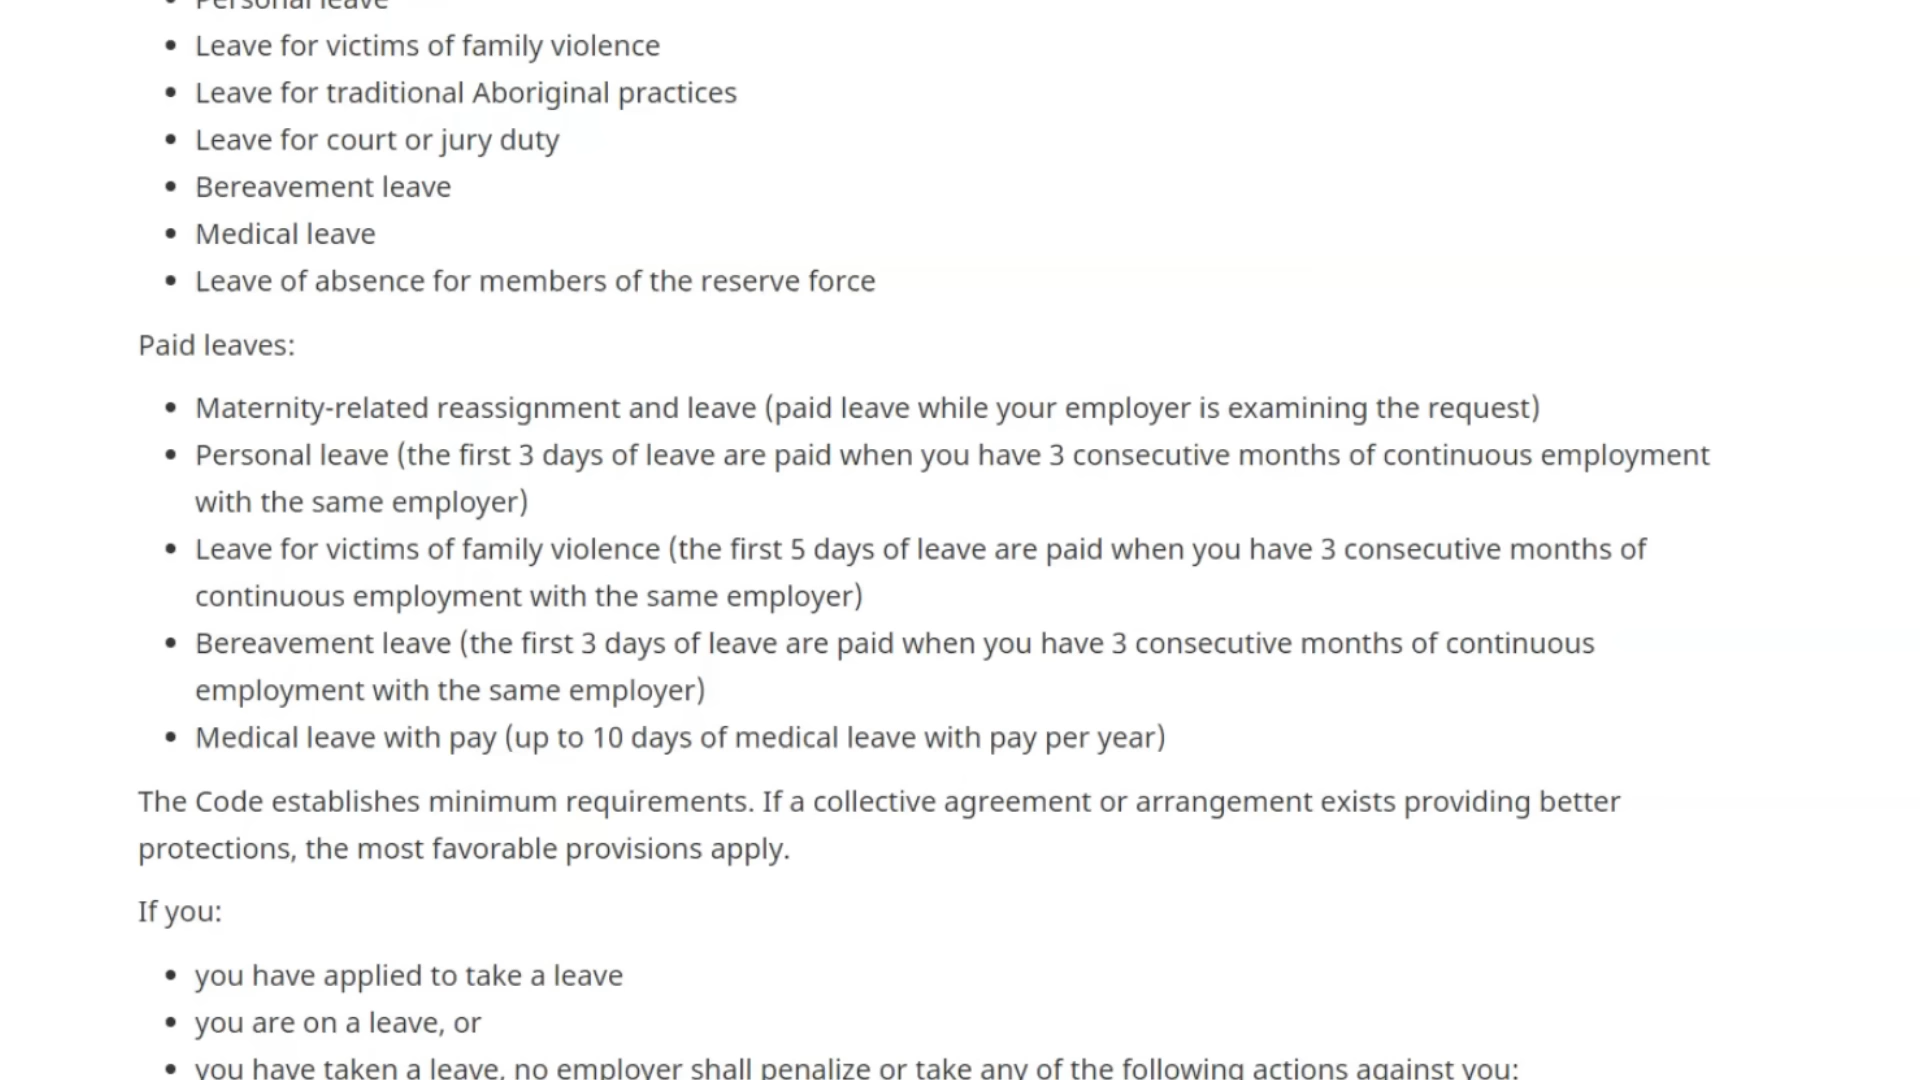 • Personal leave
• Leave for victims of family violence
• Leave for traditional Aboriginal practices
• Leave for court or jury duty
• Bereavement leave
• Medical leave
• Leave of absence for members of the reserve force
Paid leaves:
• Maternity-related reassignment and leave (paid leave while your employer is examining the request)
• Personal leave (the first 3 days of leave are paid when you have 3 consecutive months of continuous employment
with the same employer)
• Leave for victims of family violence (the first 5 days of leave are paid when you have 3 consecutive months of
continuous employment with the same employer)
• Bereavement leave (the first 3 days of leave are paid when you have 3 consecutive months of continuous
employment with the same employer)
• Medical leave with pay (up to 10 days of medical leave with pay per year)
The Code establishes minimum requirements. If a collective agreement or arrangement exists providing better
protections, the most favorable provisions apply.
If you:
• you have applied to take a leave
• you are on a leave, or
• you have taken a leave, no employer shall penalize or take any of the following actions against you: